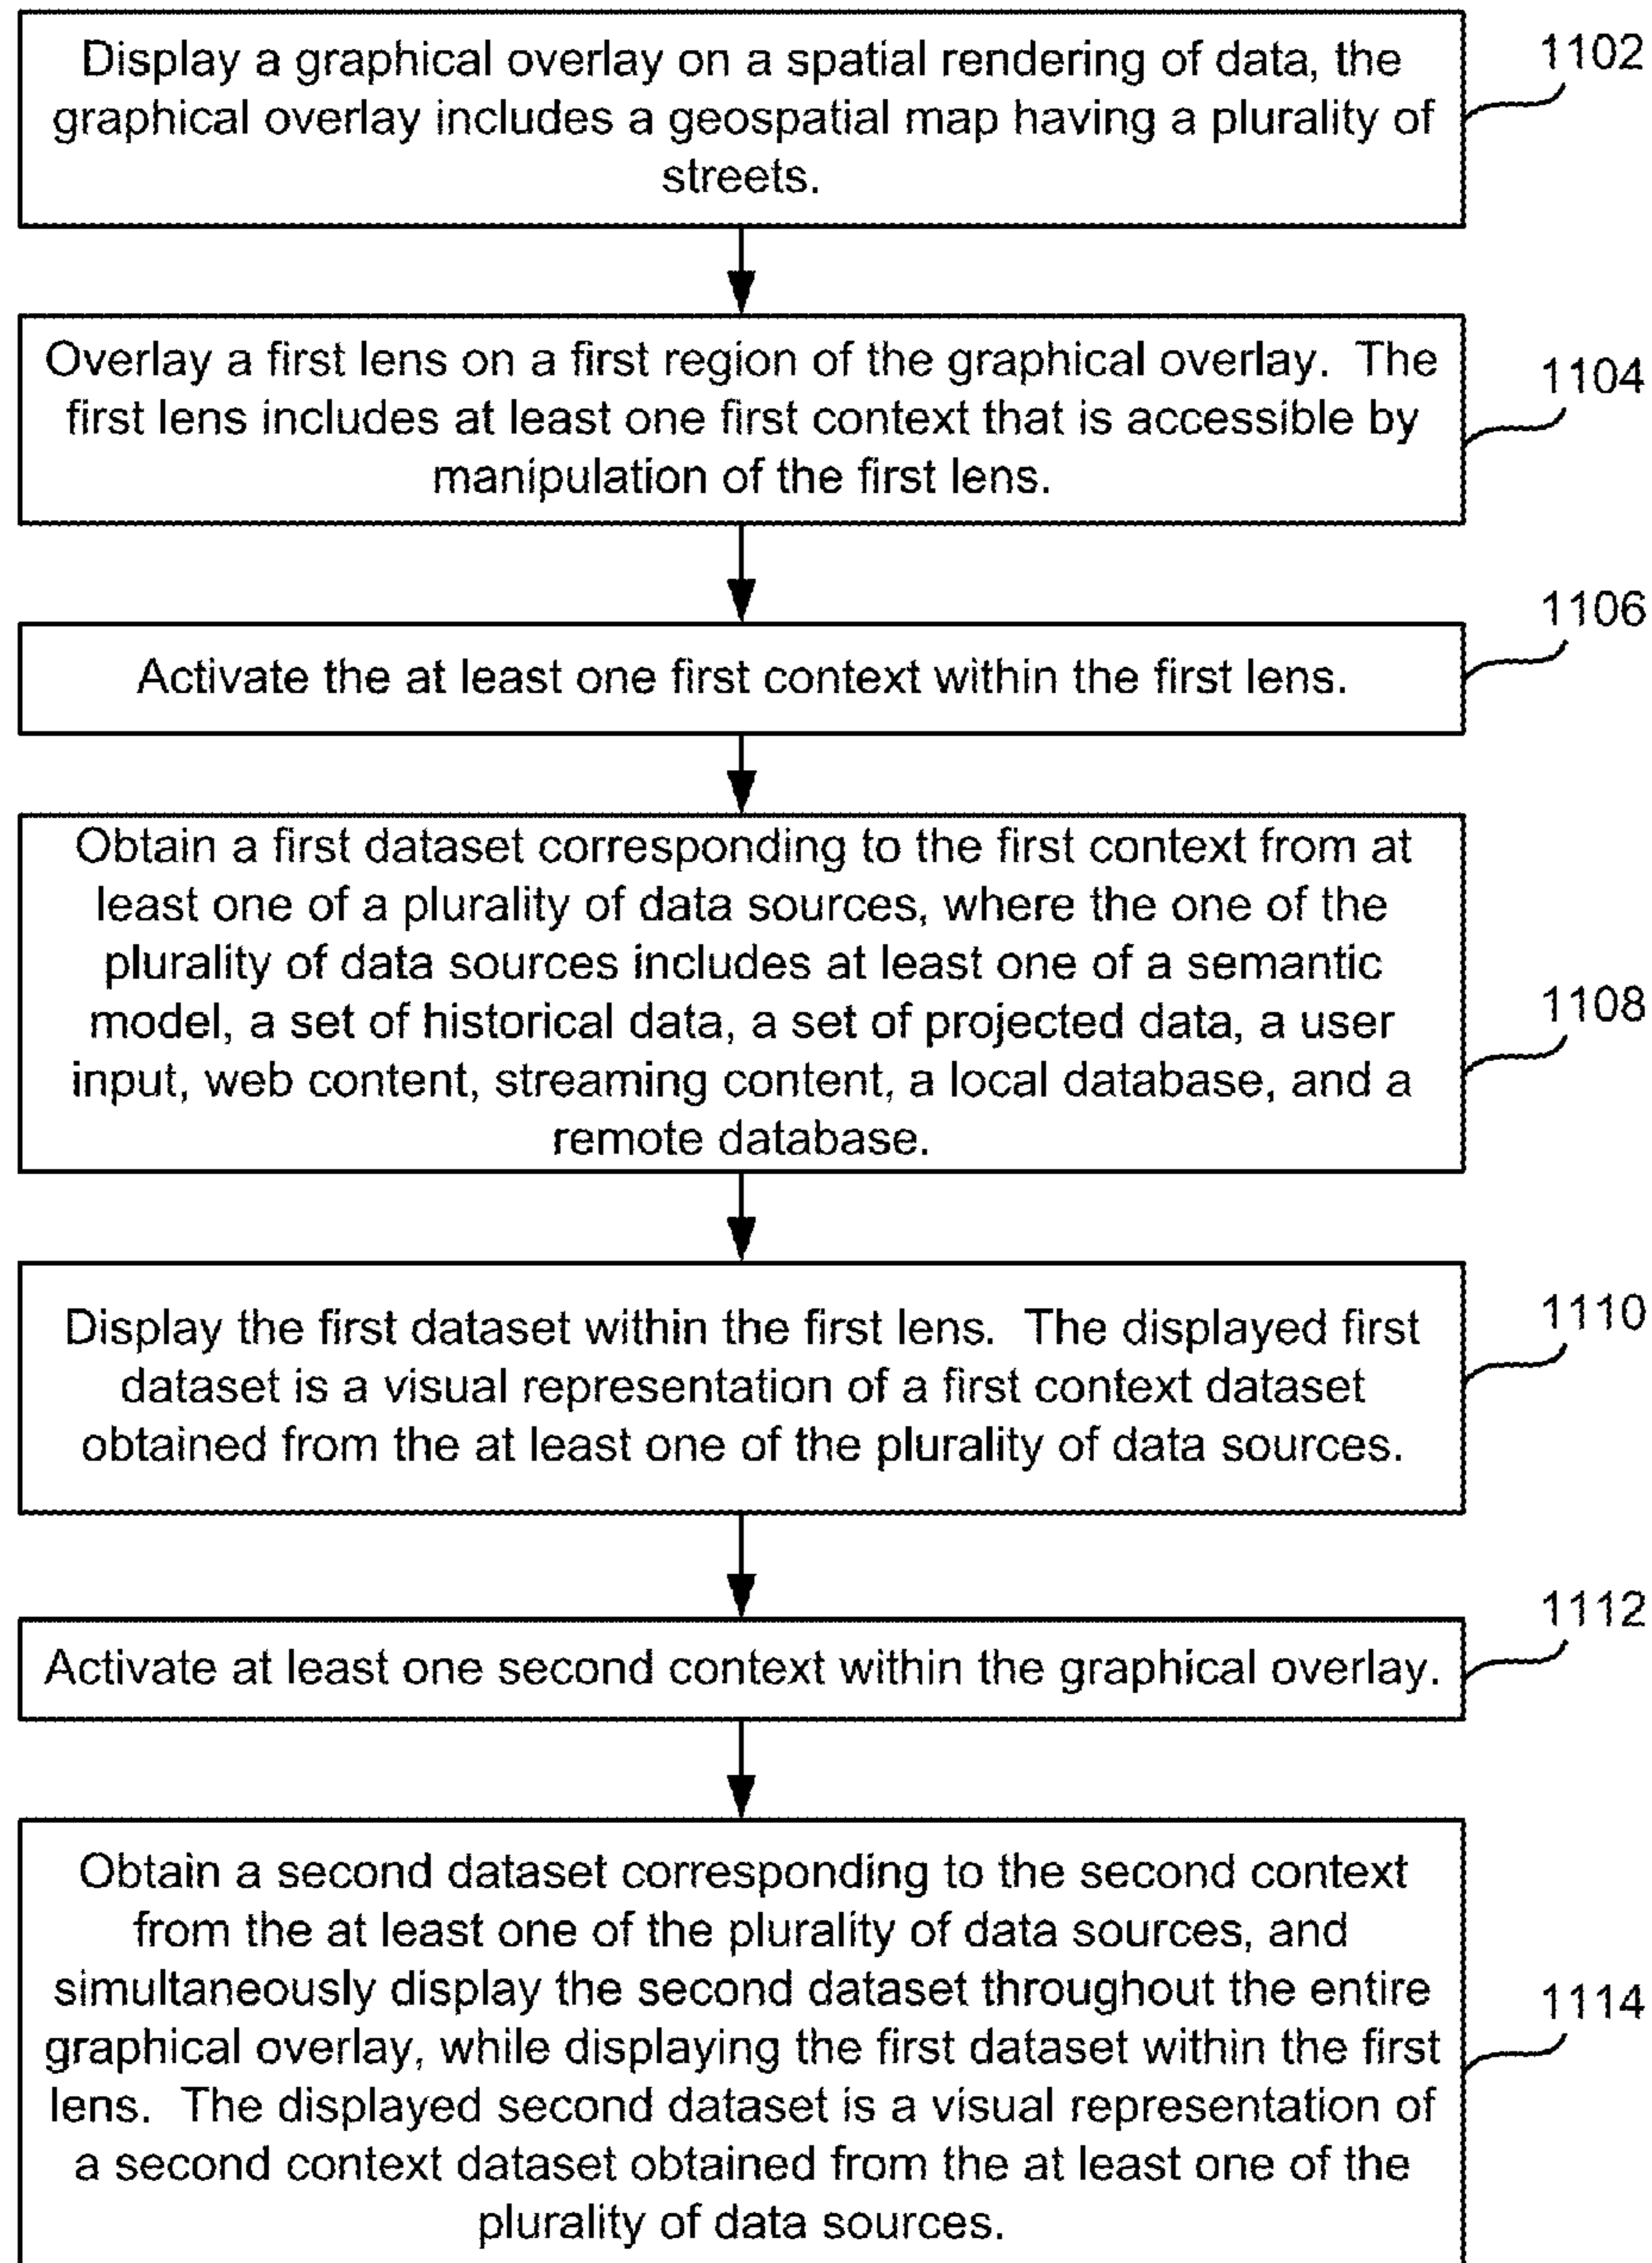 Display a graphical overlay on a spatial rendering of data, the
graphical overlay includes a geospatial map having a plurality of
streets.
1102
Overlay a first lens on a first region of the graphical overlay.  The
first lens includes at least one first context that is accessible by
manipulation of the first lens.
1104
Activate the at least one first context within the first lens.
1106
Obtain a first dataset corresponding to the first context from at
least one of a plurality of data sources, where the one of the
plurality of data sources includes at least one of a semantic
model, a set of historical data, a set of projected data, a user
input, web content, streaming content, a local database, and a
remote database.
1108
Display the first dataset within the first lens.  The displayed first
dataset is a visual representation of a first context dataset
obtained from the at least one of the plurality of data sources.
1110
Activate at least one second context within the graphical overlay.
1112
Obtain a second dataset corresponding to the second context
from the at least one of the plurality of data sources, and
simultaneously display the second dataset throughout the entire
graphical overlay, while displaying the first dataset within the first
lens.  The displayed second dataset is a visual representation of
a second context dataset obtained from the at least one of the
plurality of data sources.
1114